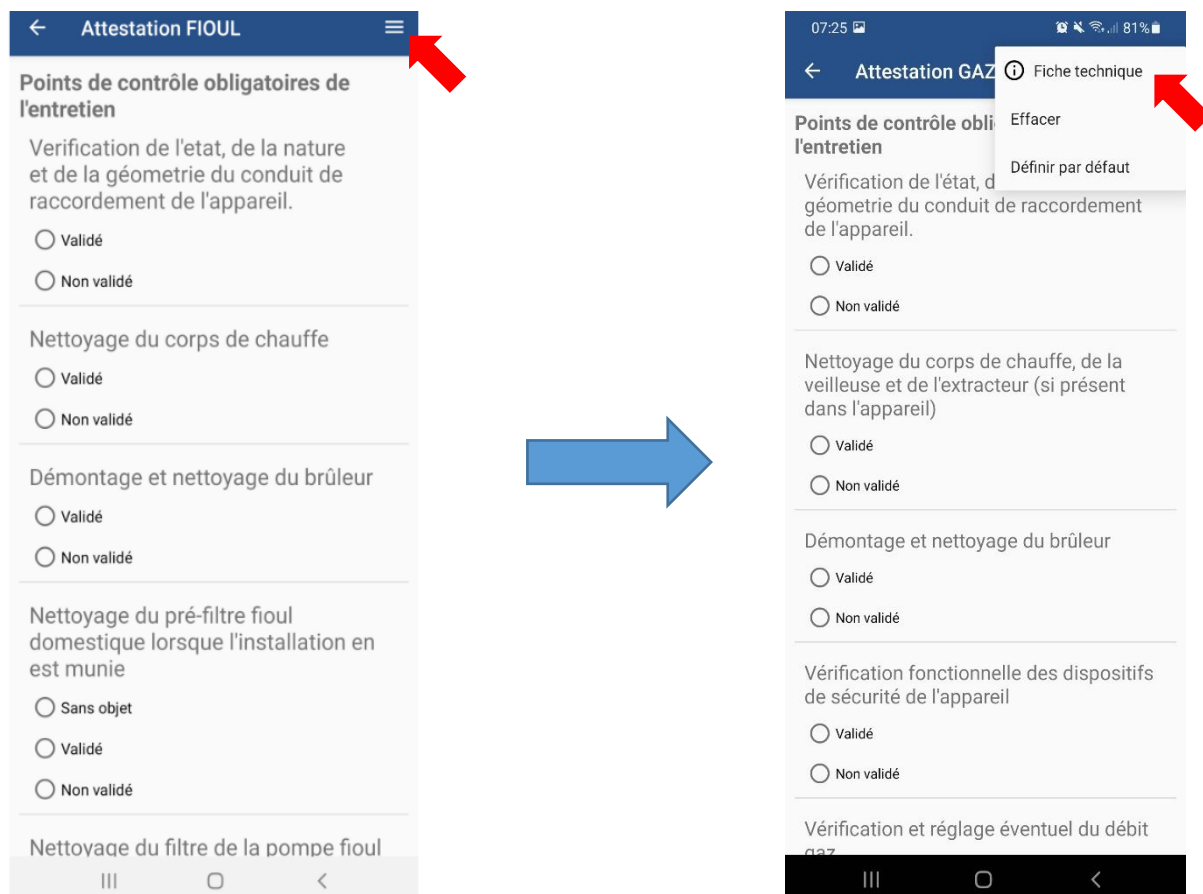 Attestation FIOUL
Points de contrôle obligatoires de
l'entretien
Verification de l'etat, de la nature
et de la géometrie du conduit de
raccordement de l'appareil.
Validé
Non validé
Nettoyage du corps de chauffe
Validé
Non validé
Démontage et nettoyage du brûleur
Validé
Non validé
Nettoyage du pré-filtre fioul
domestique lorsque l'installation en
est munie
Sans objet
Validé
Non validé
Nettoyage du filtre de la pompe fioul
07:25 81%
Attestation GAZ
Fiche technique
Effacer
Définir par défaut
Points de contrôle obli
l'entretien
Vérification de l'état, d
géometrie du conduit de raccordement
de l'appareil.
Validé
Non validé
Nettoyage du corps de chauffe, de la
veilleuse et de l'extracteur (si présent
dans l'appareil)
Validé
Non validé
Démontage et nettoyage du brûleur
Validé
Non validé
Vérification fonctionnelle des dispositifs
de sécurité de l'appareil
Validé
Non validé
Vérification et réglage éventuel du débit
gaz